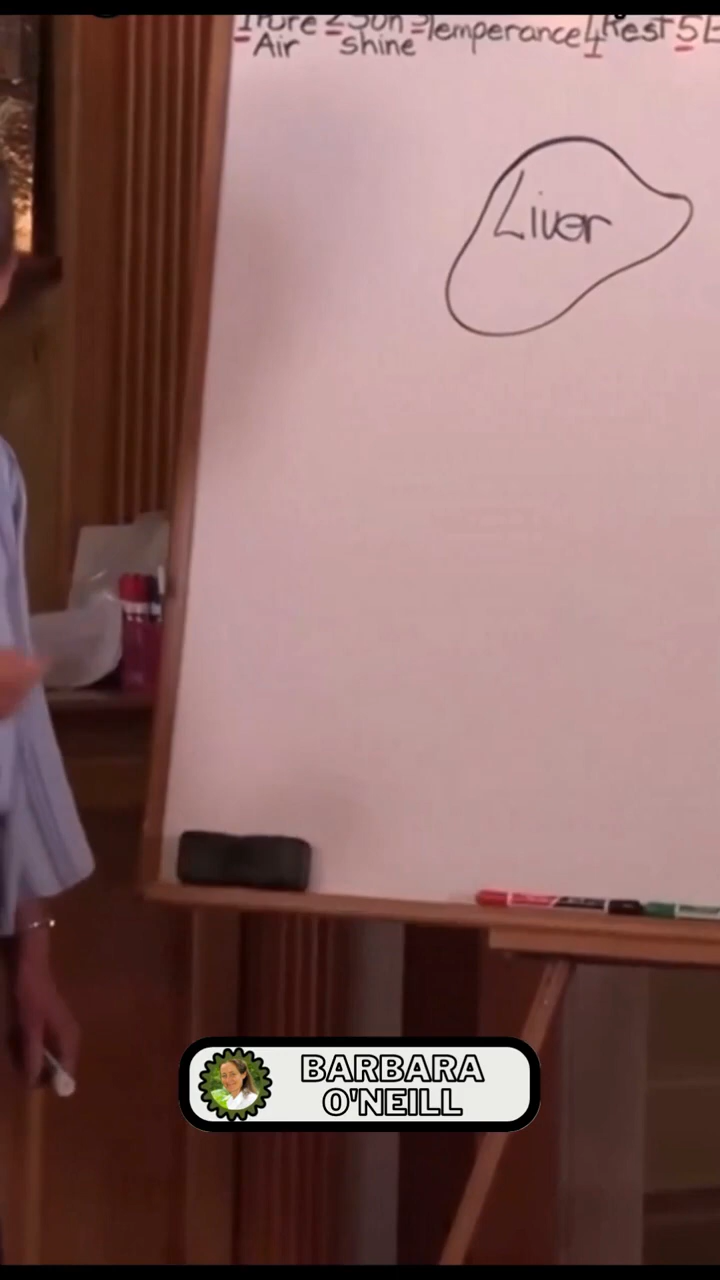 1 Pure 2 Sun 3 Temperance 4 Rest 5 E
Air shine
Liver
BARBARA
O'NEILL